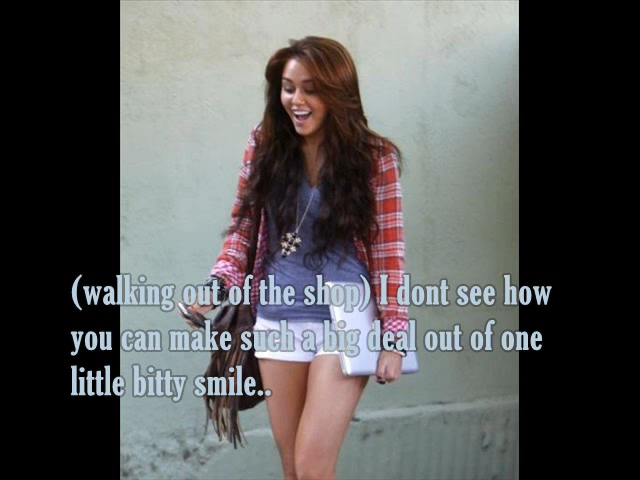 (walking out of the shop) I dont see how
you can make such a big deal out of one
little bitty smile..